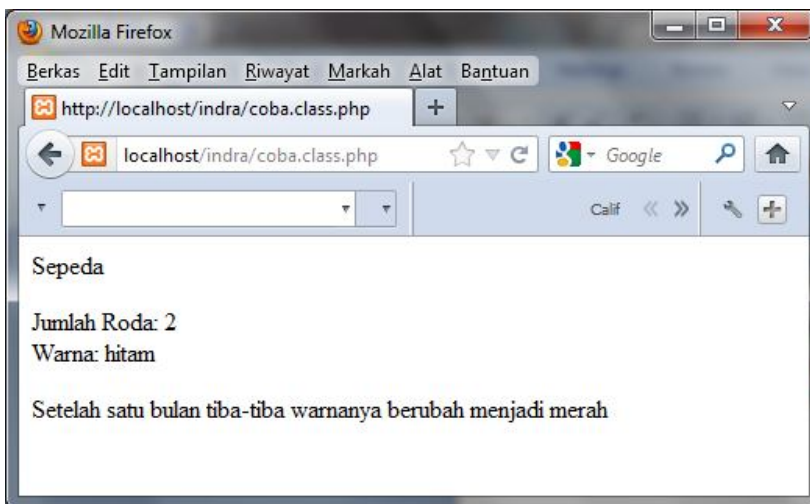 Mozilla Firefox
Berkas Edit Tampilan Riwayat Markah Alat Bantuan
http://localhost/indra/coba.class.php
localhost/indra/coba.class.php Google
Calif
Sepeda
Jumlah Roda: 2
Warna: hitam
Setelah satu bulan tiba-tiba warnanya berubah menjadi merah